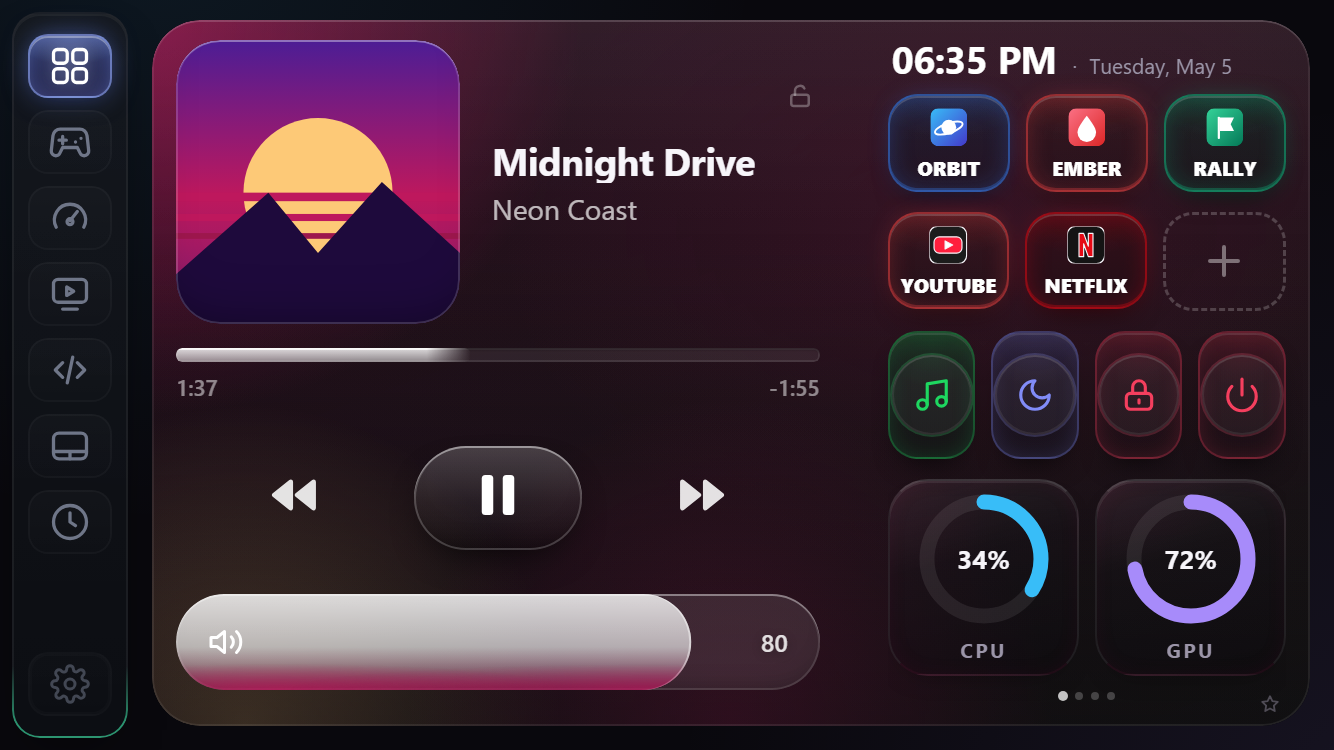 Midnight Drive
Neon Coast
1:37
-1:55
80
06:35 PM · Tuesday, May 5
ORBIT
EMBER
RALLY
YOUTUBE
N
NETFLIX
34%
CPU
72%
GPU